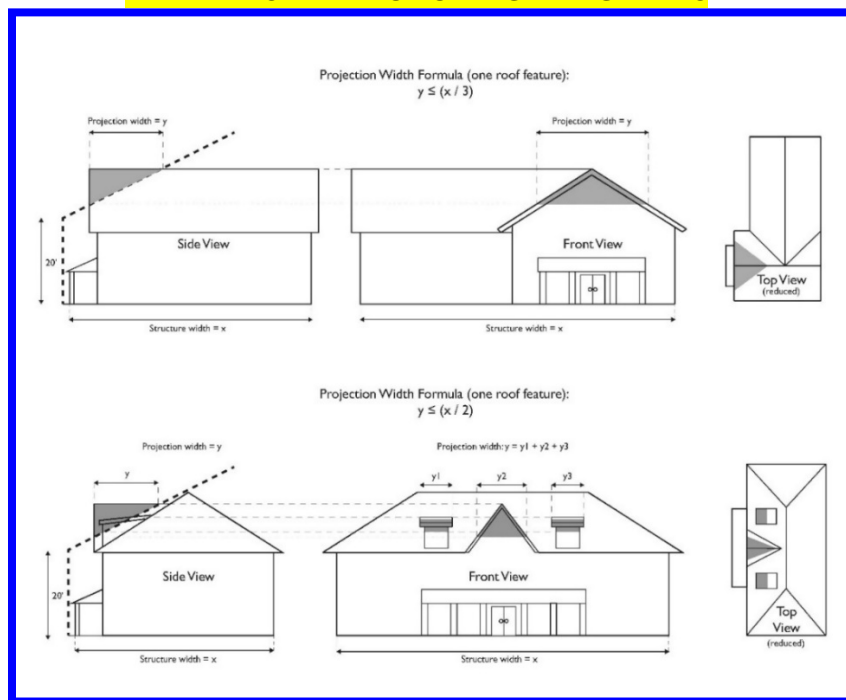 Projection Width Formula (one roof feature):
y ≤ (x / 3)
Projection width = y
Projection width = y
20'
Side View
Front View
Top View
(reduced)
Structure width = x
Structure width = x
Projection Width Formula (one roof feature):
y ≤ (x / 2)
Projection width = y
Projection width: y = y1 + y2 + y3
y
y1
y2
y3
20'
Side View
Front View
Top
View
(reduced)
Structure width = x
Structure width = x